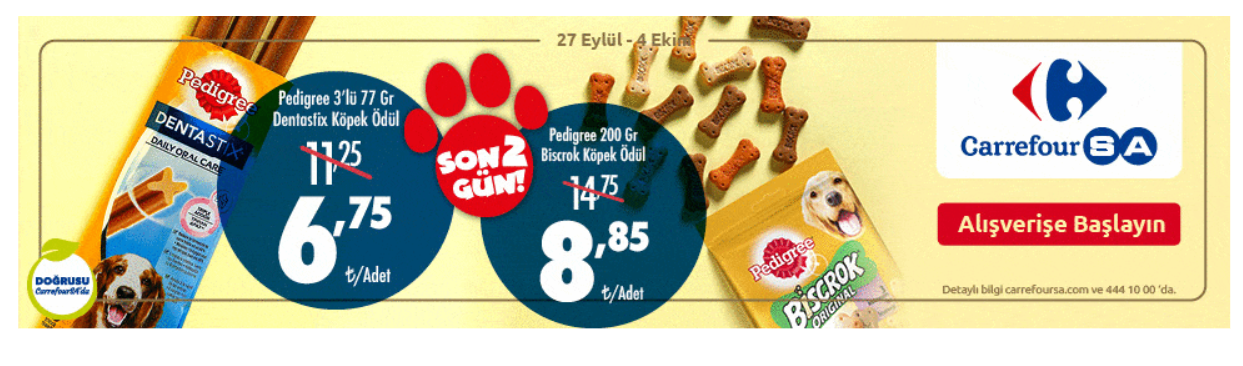 27 Eylül - 4 Ekim
Pedigree
DENTASTIX
DAILY ORAL CARE
Pedigree 3'lü 77 Gr
Dentastix Köpek Ödül
11,25
6,75
₺/Adet
SON 2
GÜN!
Pedigree 200 Gr
Biscrok Köpek Ödül
14,75
8,85
₺/Adet
Pedigree
BISCROK
ORIGINAL
Carrefour SA
Alışverişe Başlayın
Detaylı bilgi carrefoursa.com ve 444 10 00 'da.
DOĞRUSU
CarrefourSA'da